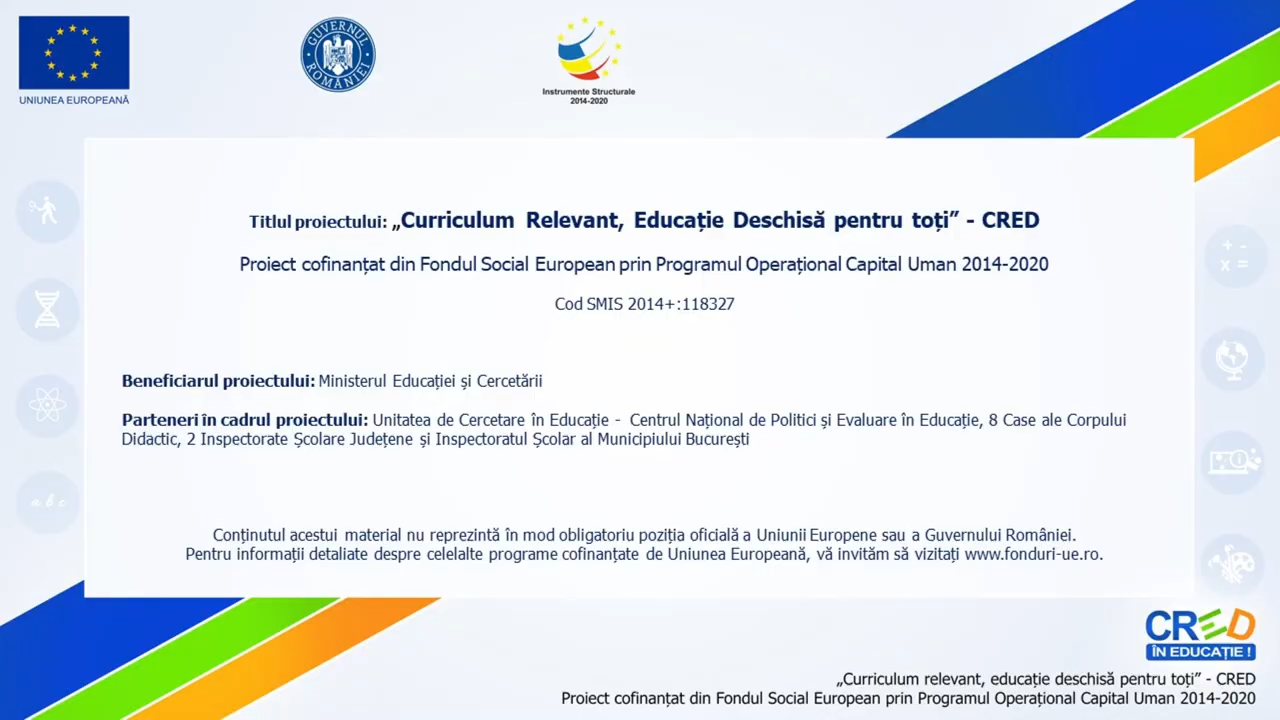 UNIUNEA EUROPEANĂ
GUVERNUL ROMÂNIEI
Instrumente Structurale
2014-2020
Titlul proiectului: „Curriculum Relevant, Educație Deschisă pentru toți” - CRED
Proiect cofinanțat din Fondul Social European prin Programul Operațional Capital Uman 2014-2020
Cod SMIS 2014+:118327
Beneficiarul proiectului: Ministerul Educației și Cercetării
Parteneri în cadrul proiectului: Unitatea de Cercetare în Educație - Centrul Național de Politici și Evaluare în Educație, 8 Case ale Corpului
Didactic, 2 Inspectorate Școlare Județene și Inspectoratul Școlar al Municipiului București
Conținutul acestui material nu reprezintă în mod obligatoriu poziția oficială a Uniunii Europene sau a Guvernului României.
Pentru informații detaliate despre celelalte programe cofinanțate de Uniunea Europeană, vă invităm să vizitați www.fonduri-ue.ro.
+ -
x =
a b c
CRED
ÎN EDUCAȚIE !
„Curriculum relevant, educație deschisă pentru toți” - CRED
Proiect cofinanțat din Fondul Social European prin Programul Operațional Capital Uman 2014-2020